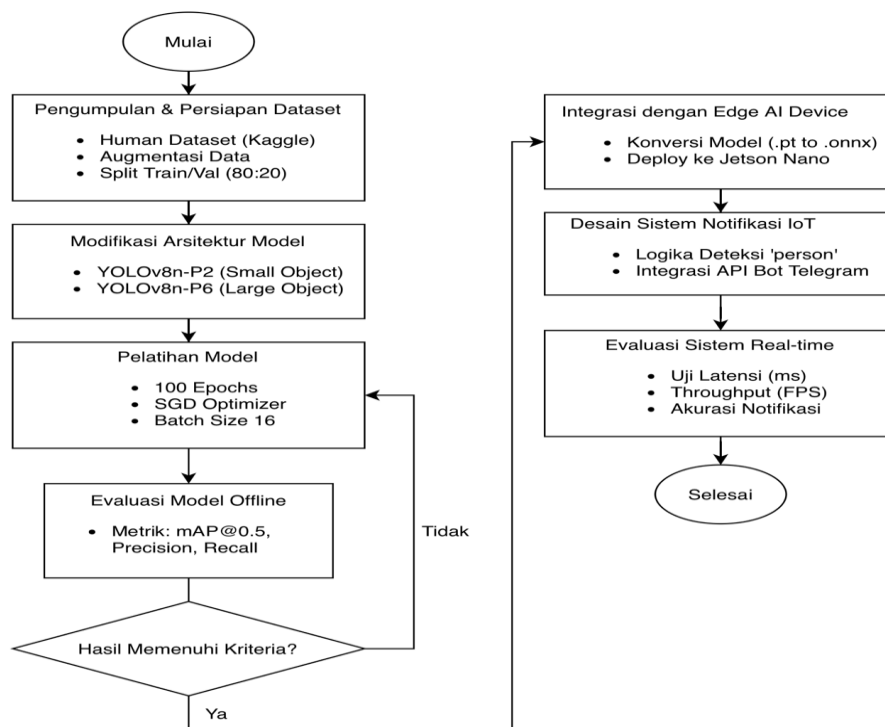 Mulai
Pengumpulan & Persiapan Dataset
• Human Dataset (Kaggle)
• Augmentasi Data
• Split Train/Val (80:20)
Modifikasi Arsitektur Model
• YOLOv8n-P2 (Small Object)
• YOLOv8n-P6 (Large Object)
Pelatihan Model
• 100 Epochs
• SGD Optimizer
• Batch Size 16
Evaluasi Model Offline
• Metrik: mAP@0.5,
Precision, Recall
Tidak
Hasil Memenuhi Kriteria?
Ya
Integrasi dengan Edge AI Device
• Konversi Model (.pt to .onnx)
• Deploy ke Jetson Nano
Desain Sistem Notifikasi IoT
• Logika Deteksi 'person'
• Integrasi API Bot Telegram
Evaluasi Sistem Real-time
• Uji Latensi (ms)
• Throughput (FPS)
• Akurasi Notifikasi
Selesai